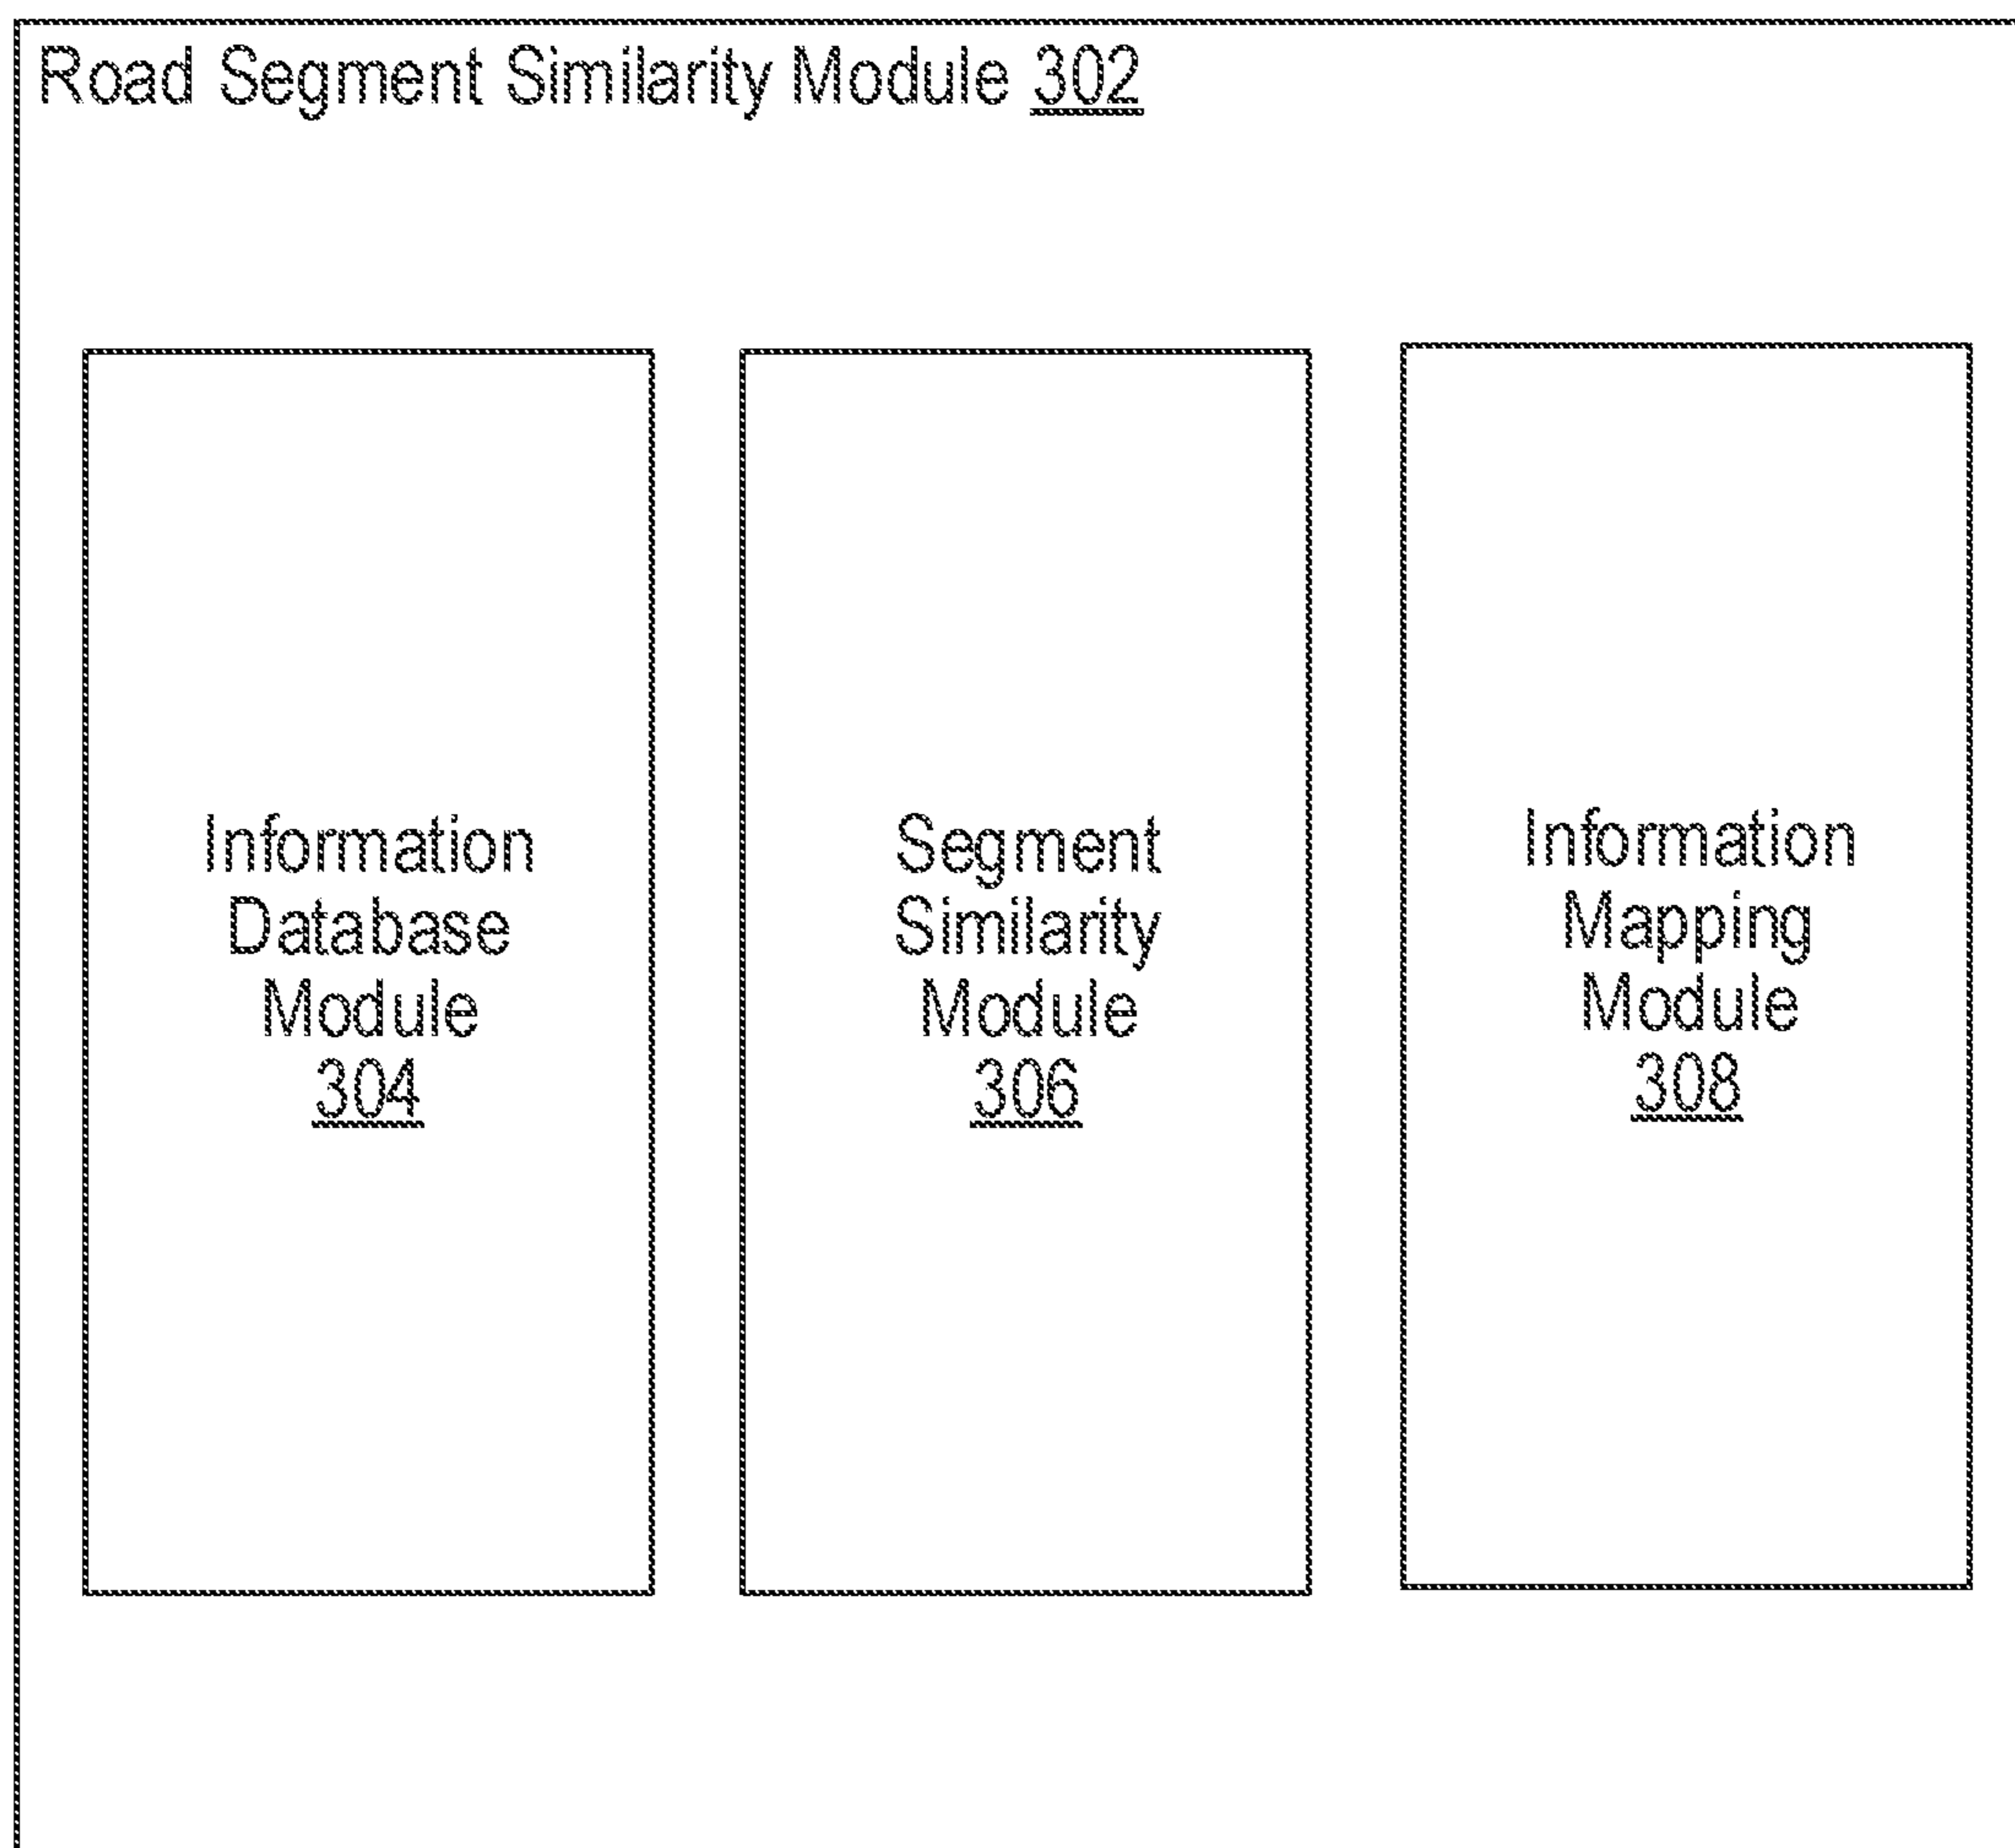 Road Segment Similarity Module 302
Information
Database
Module
304
Segment
Similarity
Module
306
Information
Mapping
Module
308